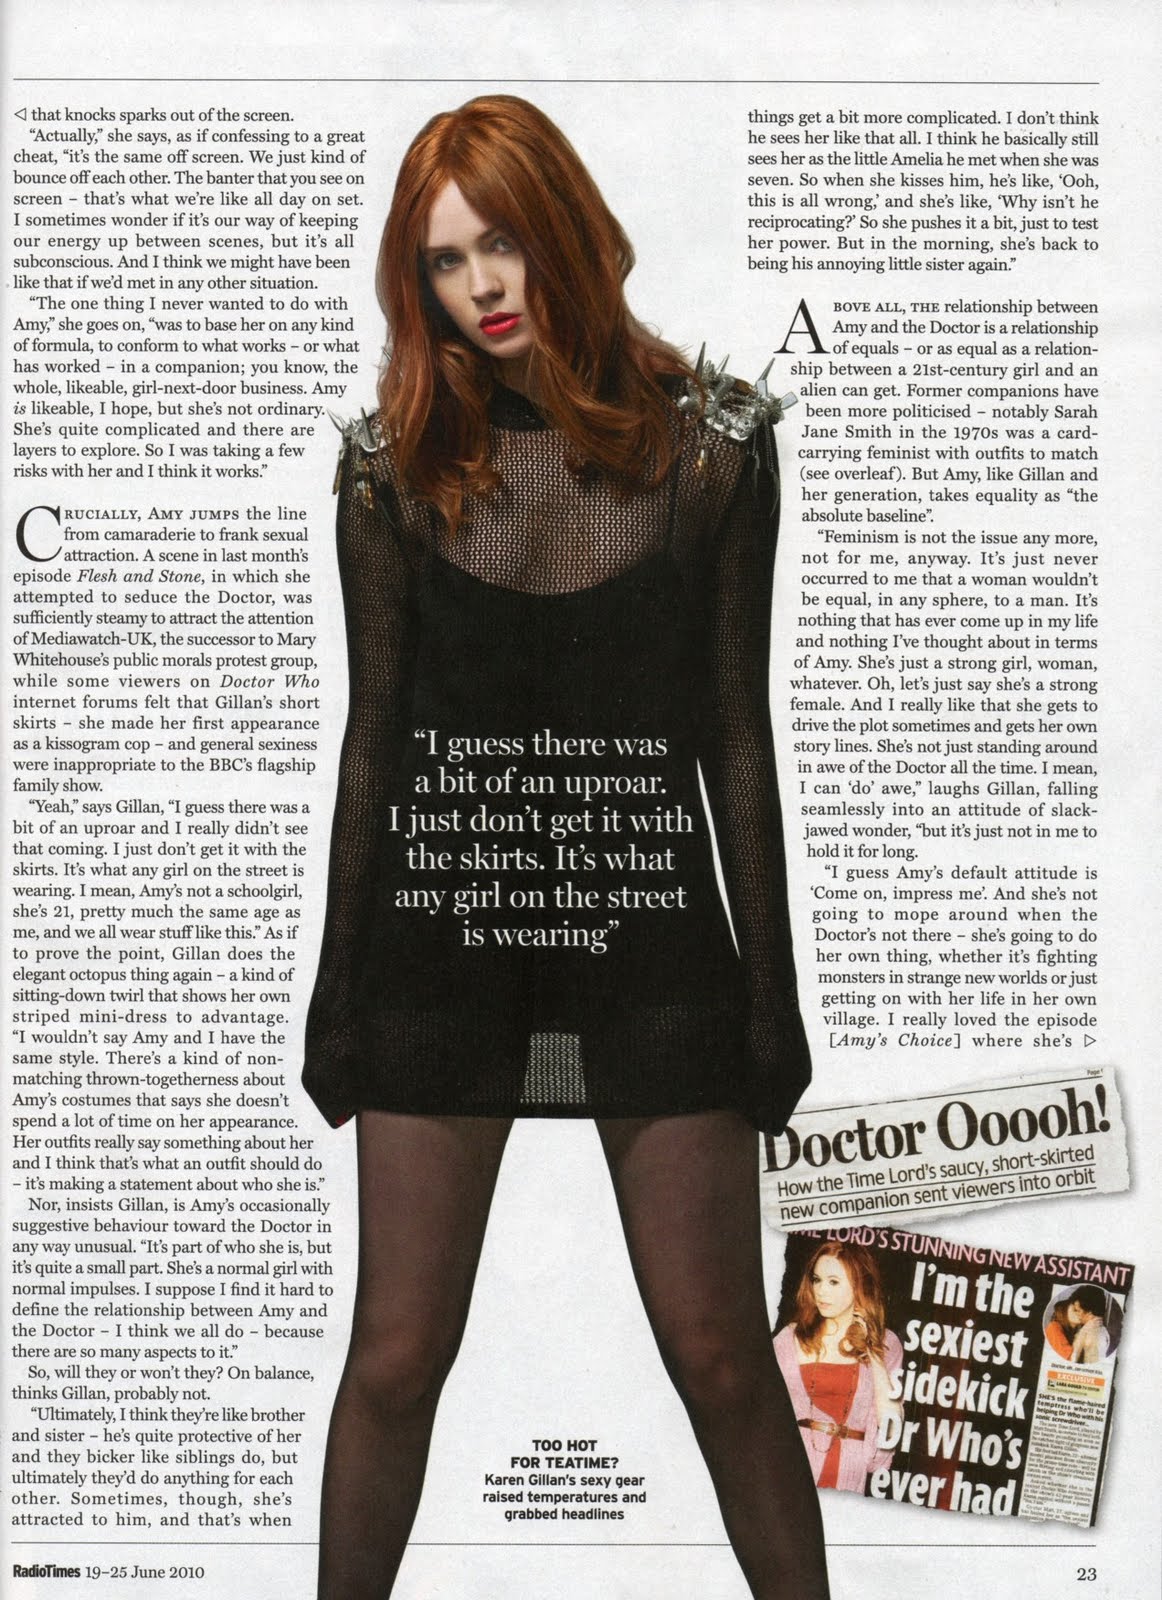 ◁ that knocks sparks out of the screen.
“Actually,” she says, as if confessing to a great
cheat, “it’s the same off screen. We just kind of
bounce off each other. The banter that you see on
screen – that’s what we’re like all day on set.
I sometimes wonder if it’s our way of keeping
our energy up between scenes, but it’s all
subconscious. And I think we might have been
like that if we’d met in any other situation.
“The one thing I never wanted to do with
Amy,” she goes on, “was to base her on any kind
of formula, to conform to what works – or what
has worked – in a companion; you know, the
whole, likeable, girl-next-door business. Amy
is likeable, I hope, but she’s not ordinary.
She’s quite complicated and there are
layers to explore. So I was taking a few
risks with her and I think it works.”
CRUCIALLY, AMY JUMPS the line
from camaraderie to frank sexual
attraction. A scene in last month’s
episode Flesh and Stone, in which she
attempted to seduce the Doctor, was
sufficiently steamy to attract the attention
of Mediawatch-UK, the successor to Mary
Whitehouse’s public morals protest group,
while some viewers on Doctor Who
internet forums felt that Gillan’s short
skirts – she made her first appearance
as a kissogram cop – and general sexiness
were inappropriate to the BBC’s flagship
family show.
“Yeah,” says Gillan, “I guess there was a
bit of an uproar and I really didn’t see
that coming. I just don’t get it with the
skirts. It’s what any girl on the street is
wearing. I mean, Amy’s not a schoolgirl,
she’s 21, pretty much the same age as
me, and we all wear stuff like this.” As if
to prove the point, Gillan does the
elegant octopus thing again – a kind of
sitting-down twirl that shows her own
striped mini-dress to advantage.
“I wouldn’t say Amy and I have the
same style. There’s a kind of non-
matching thrown-togetherness about
Amy’s costumes that says she doesn’t
spend a lot of time on her appearance.
Her outfits really say something about her
and I think that’s what an outfit should do
– it’s making a statement about who she is.”
Nor, insists Gillan, is Amy’s occasionally
suggestive behaviour toward the Doctor in
any way unusual. “It’s part of who she is, but
it’s quite a small part. She’s a normal girl with
normal impulses. I suppose I find it hard to
define the relationship between Amy and
the Doctor – I think we all do – because
there are so many aspects to it.”
So, will they or won’t they? On balance,
thinks Gillan, probably not.
“Ultimately, I think they’re like brother
and sister – he’s quite protective of her
and they bicker like siblings do, but
ultimately they’d do anything for each
other. Sometimes, though, she’s
attracted to him, and that’s when
“I guess there was
a bit of an uproar.
I just don’t get it with
the skirts. It’s what
any girl on the street
is wearing”
TOO HOT
FOR TEATIME?
Karen Gillan’s sexy gear
raised temperatures and
grabbed headlines
things get a bit more complicated. I don’t think
he sees her like that all. I think he basically still
sees her as the little Amelia he met when she was
seven. So when she kisses him, he’s like, ‘Ooh,
this is all wrong,’ and she’s like, ‘Why isn’t he
reciprocating?’ So she pushes it a bit, just to test
her power. But in the morning, she’s back to
being his annoying little sister again.”
ABOVE ALL, THE relationship between
Amy and the Doctor is a relationship
of equals – or as equal as a relation-
ship between a 21st-century girl and an
alien can get. Former companions have
been more politicised – notably Sarah
Jane Smith in the 1970s was a card-
carrying feminist with outfits to match
(see overleaf). But Amy, like Gillan and
her generation, takes equality as “the
absolute baseline”.
“Feminism is not the issue any more,
not for me, anyway. It’s just never
occurred to me that a woman wouldn’t
be equal, in any sphere, to a man. It’s
nothing that has ever come up in my life
and nothing I’ve thought about in terms
of Amy. She’s just a strong girl, woman,
whatever. Oh, let’s just say she’s a strong
female. And I really like that she gets to
drive the plot sometimes and gets her own
story lines. She’s not just standing around
in awe of the Doctor all the time. I mean,
I can ‘do’ awe,” laughs Gillan, falling
seamlessly into an attitude of slack-
jawed wonder, “but it’s just not in me to
hold it for long.
“I guess Amy’s default attitude is
‘Come on, impress me’. And she’s not
going to mope around when the
Doctor’s not there – she’s going to do
her own thing, whether it’s fighting
monsters in strange new worlds or just
getting on with her life in her own
village. I really loved the episode
[Amy’s Choice] where she’s ▷
Page 1
Doctor Ooooh!
How the Time Lord’s saucy, short-skirted
new companion sent viewers into orbit
LORD’S STUNNING NEW ASSISTANT
I’m the
sexiest
sidekick
Dr Who’s
ever had
EXCLUSIVE
SHE’S the flame-haired
temptress who’ll be
helping Dr Who with his
sonic screwdriver...
RadioTimes 19–25 June 2010
23